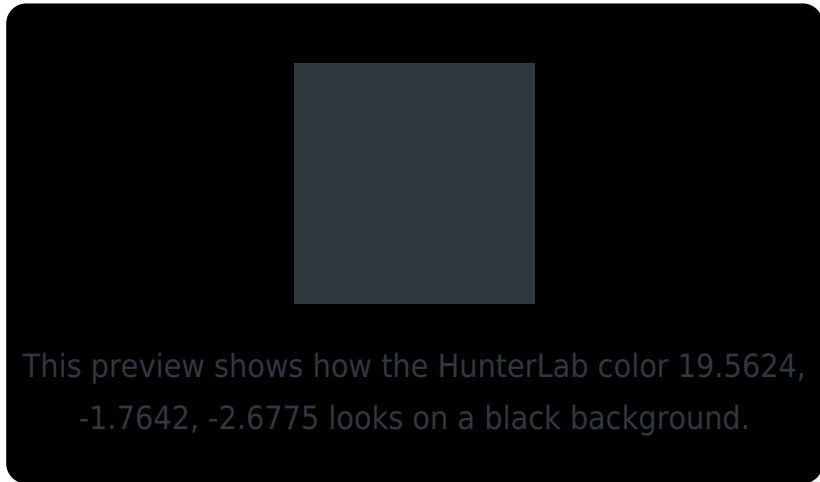 This preview shows how the HunterLab color 19.5624,
-1.7642, -2.6775 looks on a black background.